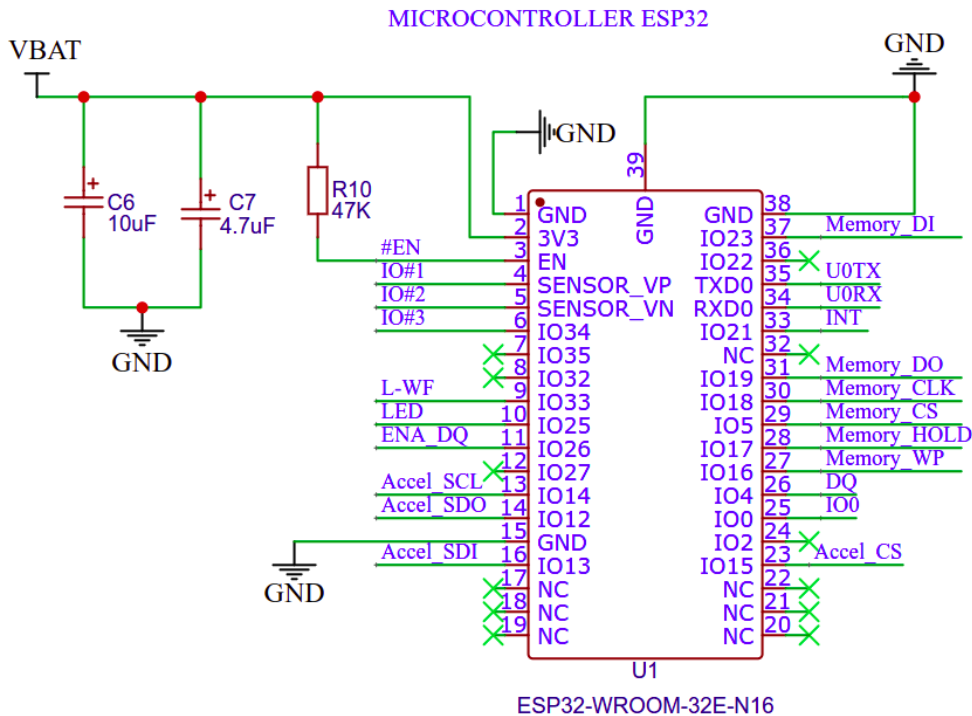 MICROCONTROLLER ESP32
VBAT
GND
GND
C6
10uF
C7
4.7uF
R10
47K
GND
39
GND
1 GND
2 3V3
#EN 3 EN
IO#1 4 SENSOR_VP
IO#2 5 SENSOR_VN
IO#3 6 IO34
7 IO35
8 IO32
L-WF 9 IO33
LED 10 IO25
ENA_DQ 11 IO26
12 IO27
Accel_SCL 13 IO14
Accel_SDO 14 IO12
15 GND
GND
Accel_SDI 16 IO13
17 NC
18 NC
19 NC
GND 38
IO23 37 Memory_DI
IO22 36
TXD0 35 U0TX
RXD0 34 U0RX
IO21 33 INT
NC 32
IO19 31 Memory_DO
IO18 30 Memory_CLK
IO5 29 Memory_CS
IO17 28 Memory_HOLD
IO16 27 Memory_WP
IO4 26 DQ
IO0 25 IO0
IO2 24
IO15 23 Accel_CS
NC 22
NC 21
NC 20
U1
ESP32-WROOM-32E-N16